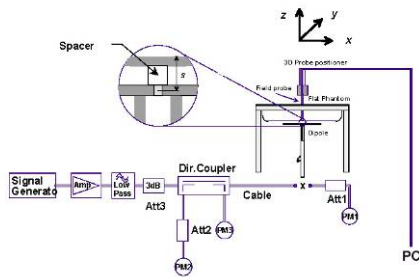 z
y
x
Spacer
s
3D Probe positioner
Field probe
Flat Phantom
Dipole
Signal
Generato
Amp
Low
Pass
3dB
Att3
Dir.Coupler
Cable
x
Att1
PM1
Att2
PM3
PM2
PC